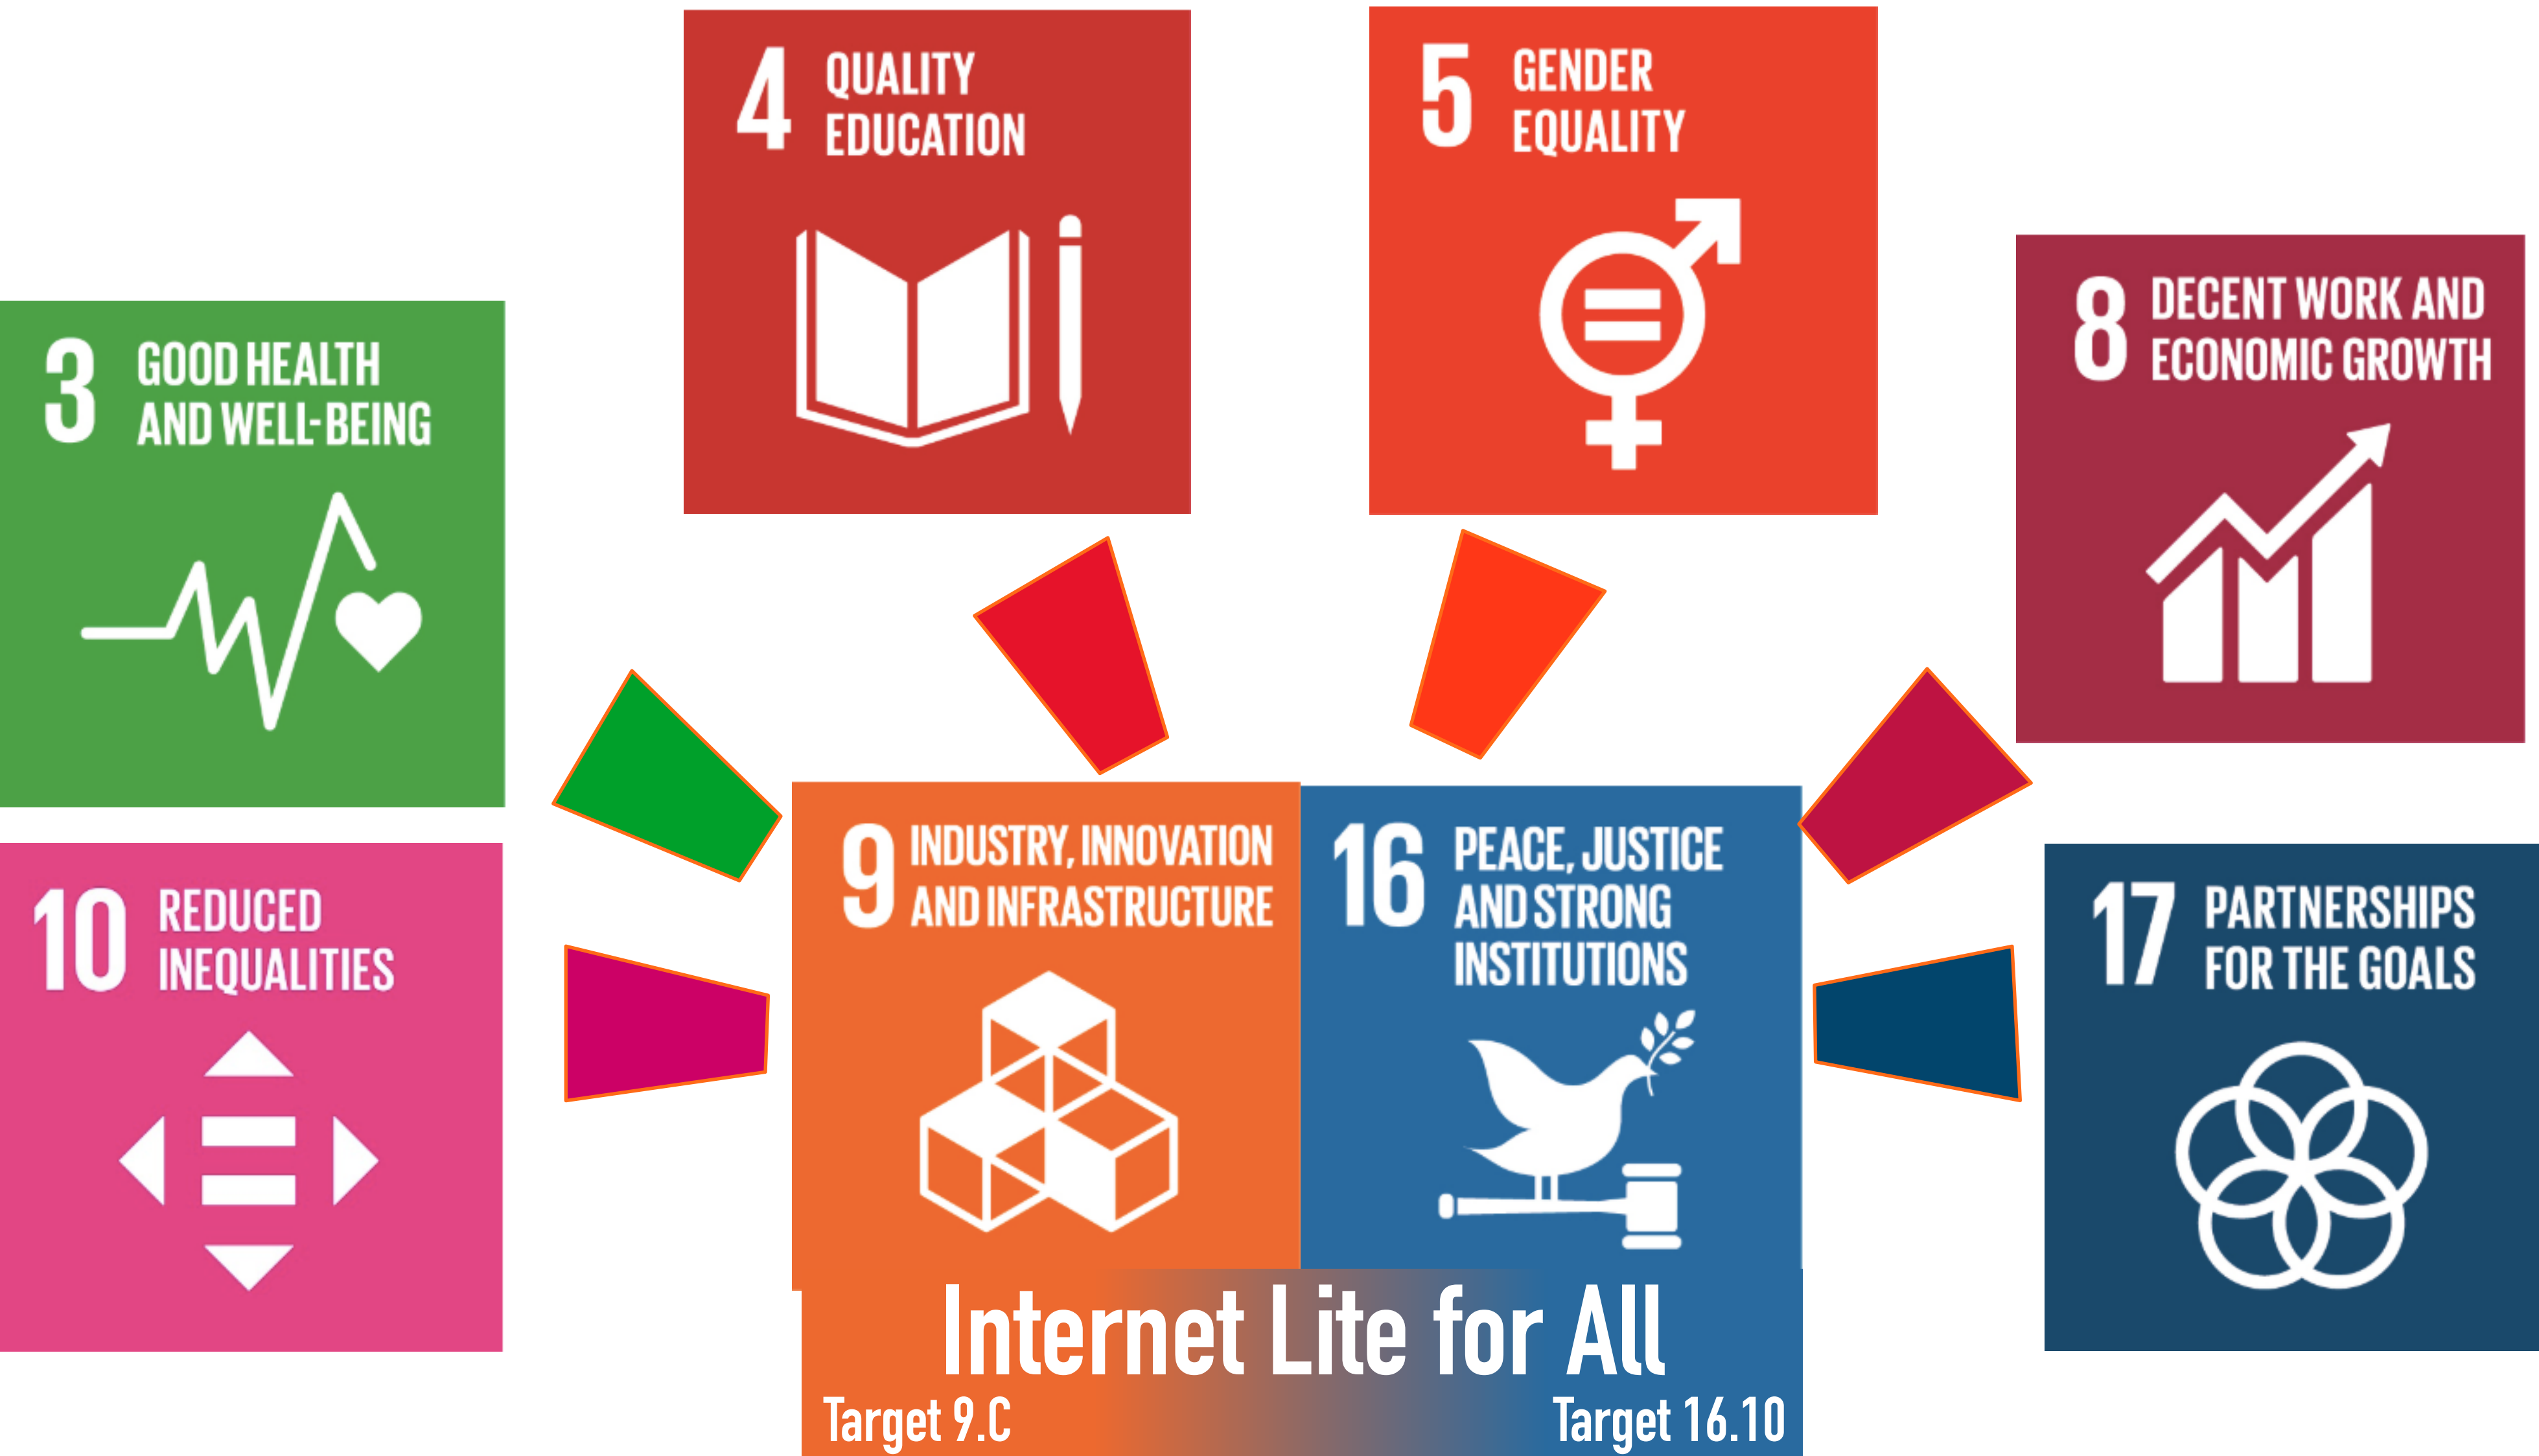 4 QUALITY
EDUCATION
5 GENDER
EQUALITY
8 DECENT WORK AND
ECONOMIC GROWTH
3 GOOD HEALTH
AND WELL-BEING
9 INDUSTRY, INNOVATION
AND INFRASTRUCTURE
16 PEACE, JUSTICE
AND STRONG
INSTITUTIONS
10 REDUCED
INEQUALITIES
17 PARTNERSHIPS
FOR THE GOALS
Internet Lite for All
Target 9.C
Target 16.10